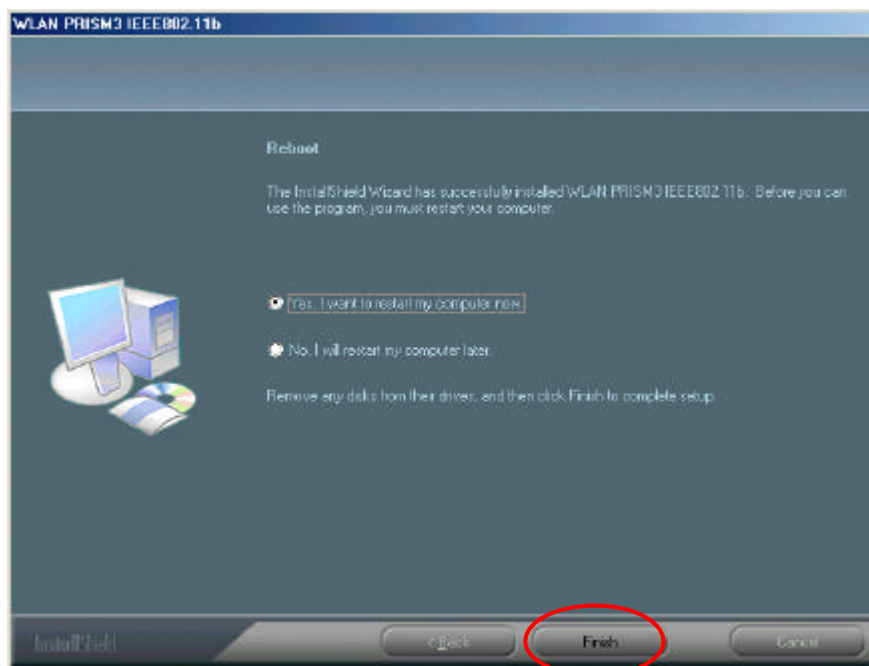 WLAN PRISM3 IEEE802.11b
Reboot
The InstallShield Wizard has successfully installed WLAN PRISM3 IEEE802.11b. Before you can
use the program, you must restart your computer.
Yes, I want to restart my computer now.
No, I will restart my computer later.
Remove any disks from their drives, and then click Finish to complete setup.
InstallShield
< Back
Finish
Cancel